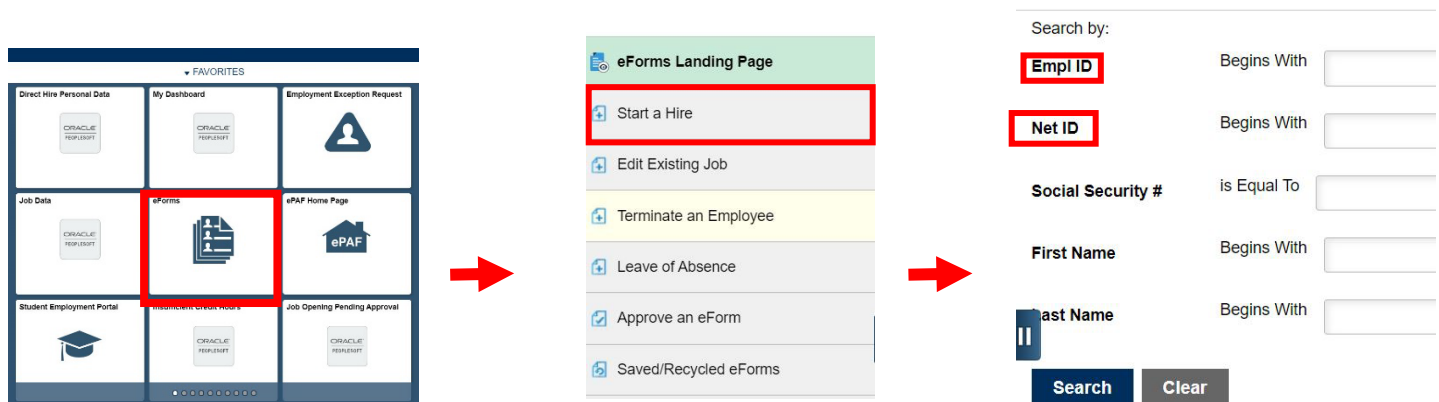 ▾ FAVORITES
Direct Hire Personal Data
My Dashboard
Employment Exception Request
ORACLE
PEOPLESOFT
ORACLE
PEOPLESOFT
Job Data
eForms
ePAF Home Page
ORACLE
PEOPLESOFT
ePAF
Student Employment Portal
Insufficient Credit Hours
Job Opening Pending Approval
ORACLE
PEOPLESOFT
ORACLE
PEOPLESOFT
eForms Landing Page
Start a Hire
Edit Existing Job
Terminate an Employee
Leave of Absence
Approve an eForm
Saved/Recycled eForms
Search by:
Empl ID Begins With
Net ID Begins With
Social Security # is Equal To
First Name Begins With
Last Name Begins With
Search Clear